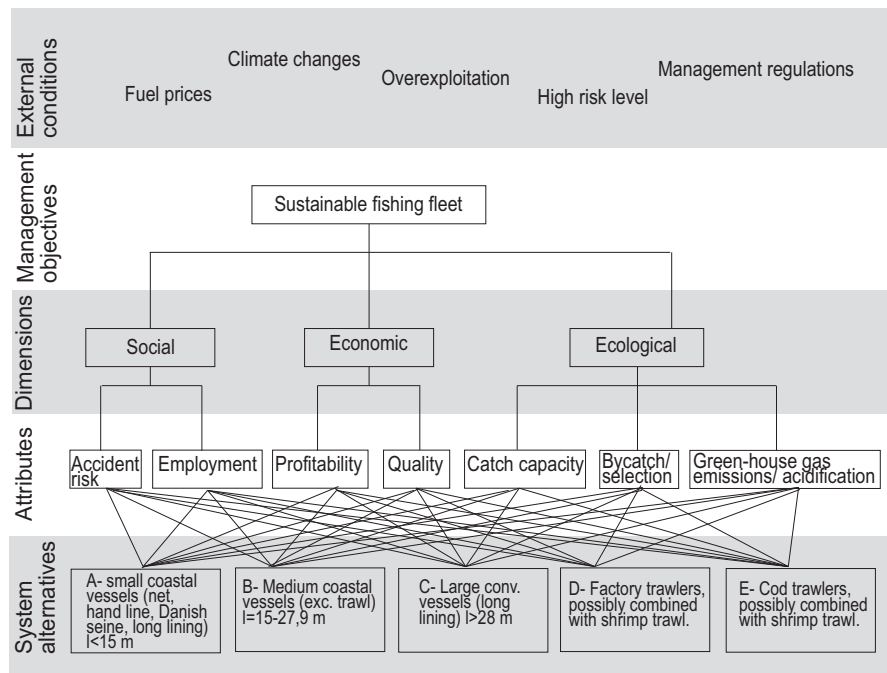 External
conditions
Climate changes
Management regulations
Overexploitation
Fuel prices
High risk level
Management
objectives
Sustainable fishing fleet
Dimensions
Social
Economic
Ecological
Attributes
Accident
risk
Employment
Profitability
Quality
Catch capacity
Bycatch/
selection
Green-house gas
emissions/ acidification
System
alternatives
A- small coastal
vessels (net,
hand line, Danish
seine, long lining)
l<15 m
B- Medium coastal
vessels (exc. trawl)
l=15-27,9 m
C- Large conv.
vessels (long
lining) l>28 m
D- Factory trawlers,
possibly combined
with shrimp trawl.
E- Cod trawlers,
possibly combined
with shrimp trawl.